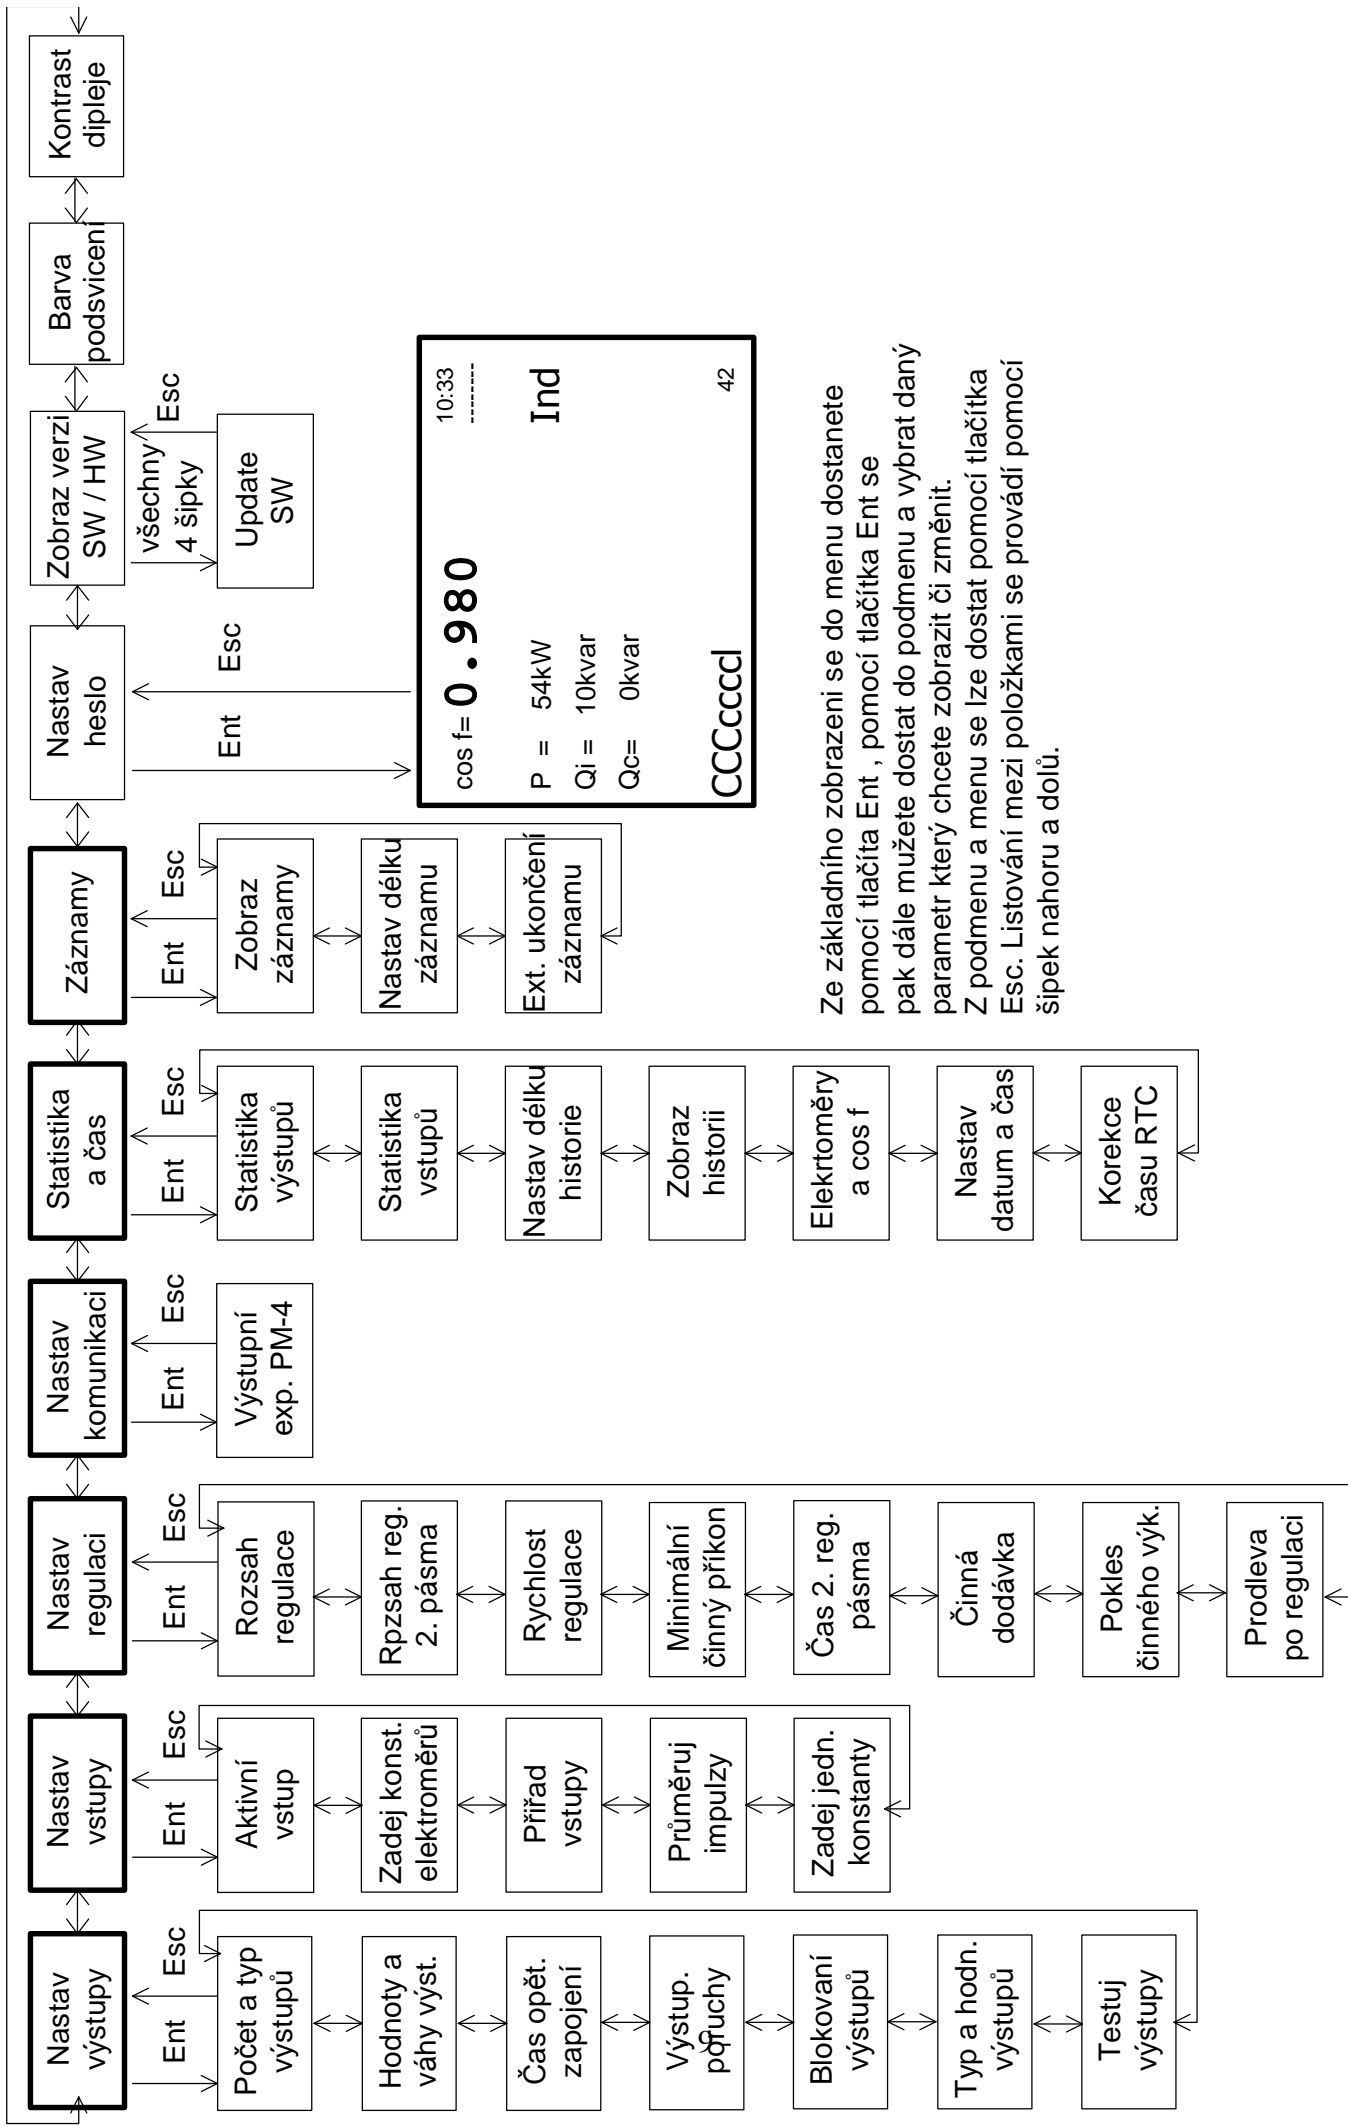 Nastav
výstupy
Ent
Esc
Počet a typ
výstupů
Hodnoty a
váhy výst.
Čas opět.
zapojení
Výstup.
poruchy
Blokovaní
výstupů
Typ a hodn.
výstupů
Testuj
výstupy
Nastav
vstupy
Ent
Esc
Aktivní
vstup
Zadej konst.
elektroměrů
Přiřad
vstupy
Průměruj
impulzy
Zadej jedn.
konstanty
Nastav
regulaci
Ent
Esc
Rozsah
regulace
Rpzsah reg.
2. pásma
Rychlost
regulace
Minimální
činný příkon
Čas 2. reg.
pásma
Činná
dodávka
Pokles
činného výk.
Prodleva
po regulaci
Nastav
komunikaci
Ent
Esc
Výstupní
exp. PM-4
Statistika
a čas
Ent
Esc
Statistika
výstupů
Statistika
vstupů
Nastav délku
historie
Zobraz
historii
Elekrtoměry
a cos f
Nastav
datum a čas
Korekce
času RTC
Záznamy
Ent
Esc
Zobraz
záznamy
Nastav délku
záznamu
Ext. ukončení
záznamu
Nastav
heslo
Ent
Esc
Zobraz verzi
SW / HW
všechny
4 šipky
Esc
Update
SW
Barva
podsvicení
Kontrast
dipleje
cos f= 0.980
10:33
--------
P = 54kW
Ind
Qi = 10kvar
Qc= 0kvar
CCCccccl
42
Ze základního zobrazeni se do menu dostanete
pomocí tlačíta Ent , pomocí tlačítka Ent se
pak dále mužete dostat do podmenu a vybrat daný
parametr který chcete zobrazit či změnit.
Z podmenu a menu se lze dostat pomocí tlačítka
Esc. Listování mezi položkami se provádí pomocí
šipek nahoru a dolů.
9